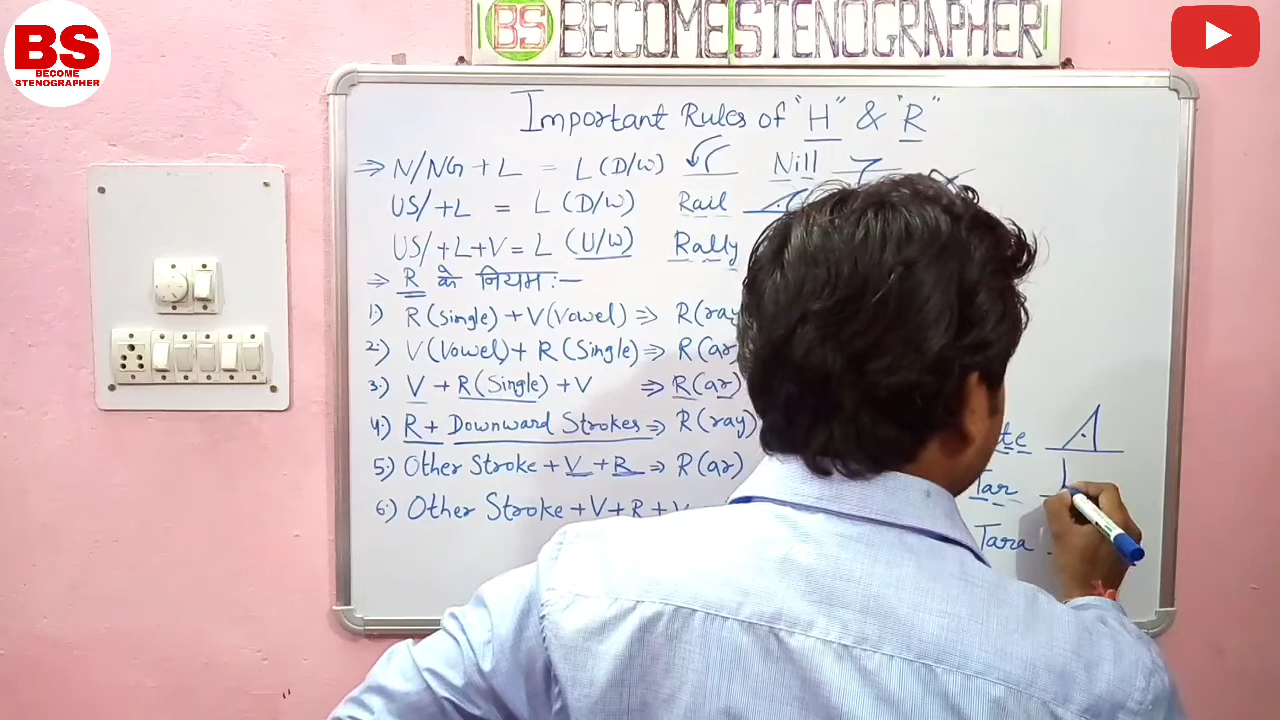 BS
BECOME
STENOGRAPHER
BS BECOME STENOGRAPHER
Important Rules of "H" & "R"
⇒ N/NG + L = L (D/W) Nill
US/ + L = L (D/W) Rail
US/ + L + V = L (U/W) Rally
⇒ R के नियम :-
1.) R (Single) + V (Vowel) ⇒ R (ray
2.) V (Vowel) + R (Single) ⇒ R (ar)
3.) V + R (Single) + V ⇒ R (ar)
4.) R + Downward Strokes ⇒ R (ray)
5.) Other Stroke + V + R ⇒ R (ar)
Tar
6.) Other Stroke + V + R + V
Tara